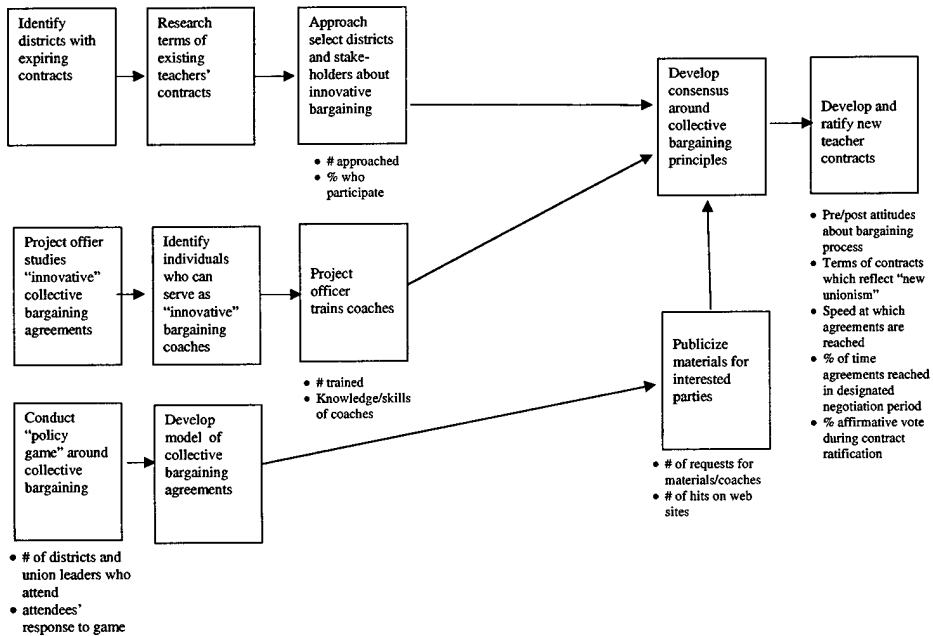 Identify
districts with
expiring
contracts
Research
terms of
existing
teachers'
contracts
Approach
select districts
and stake-
holders about
innovative
bargaining
• # approached
• % who
participate
Develop
consensus
around
collective
bargaining
principles
Develop and
ratify new
teacher
contracts
• Pre/post attitudes
about bargaining
process
• Terms of contracts
which reflect “new
unionism”
• Speed at which
agreements are
reached
• % of time
agreements reached
in designated
negotiation period
• % affirmative vote
during contract
ratification
Project offier
studies
“innovative”
collective
bargaining
agreements
Identify
individuals
who can
serve as
“innovative”
bargaining
coaches
Project
officer
trains coaches
• # trained
• Knowledge/skills
of coaches
Publicize
materials for
interested
parties
• # of requests for
materials/coaches
• # of hits on web
sites
Conduct
“policy
game” around
collective
bargaining
• # of districts and
union leaders who
attend
• attendees'
response to game
Develop
model of
collective
bargaining
agreements